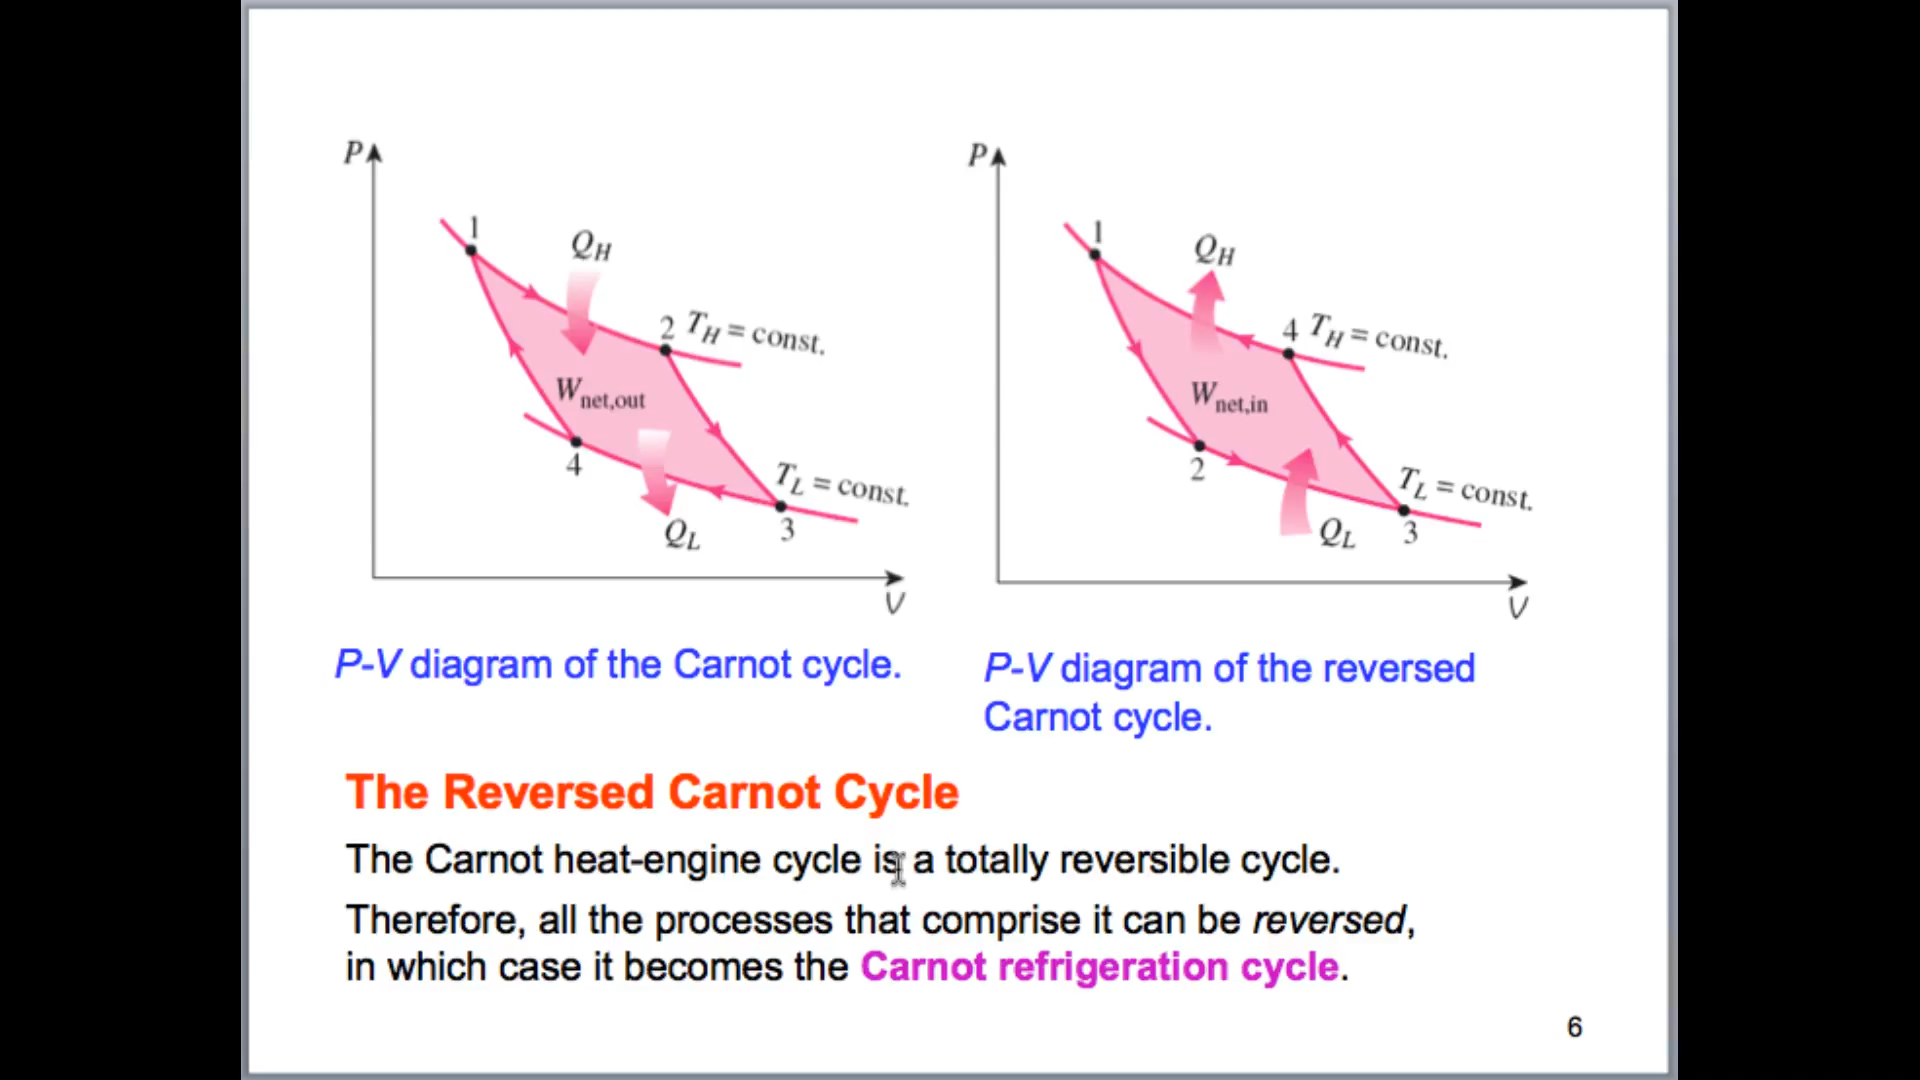 P
1
Q_H
2 T_H = const.
W_net,out
4
T_L = const.
3
Q_L
V
P-V diagram of the Carnot cycle.
P
1
Q_H
4 T_H = const.
W_net,in
2
T_L = const.
Q_L
3
V
P-V diagram of the reversed
Carnot cycle.
The Reversed Carnot Cycle
The Carnot heat-engine cycle is a totally reversible cycle.
Therefore, all the processes that comprise it can be reversed,
in which case it becomes the Carnot refrigeration cycle.
6